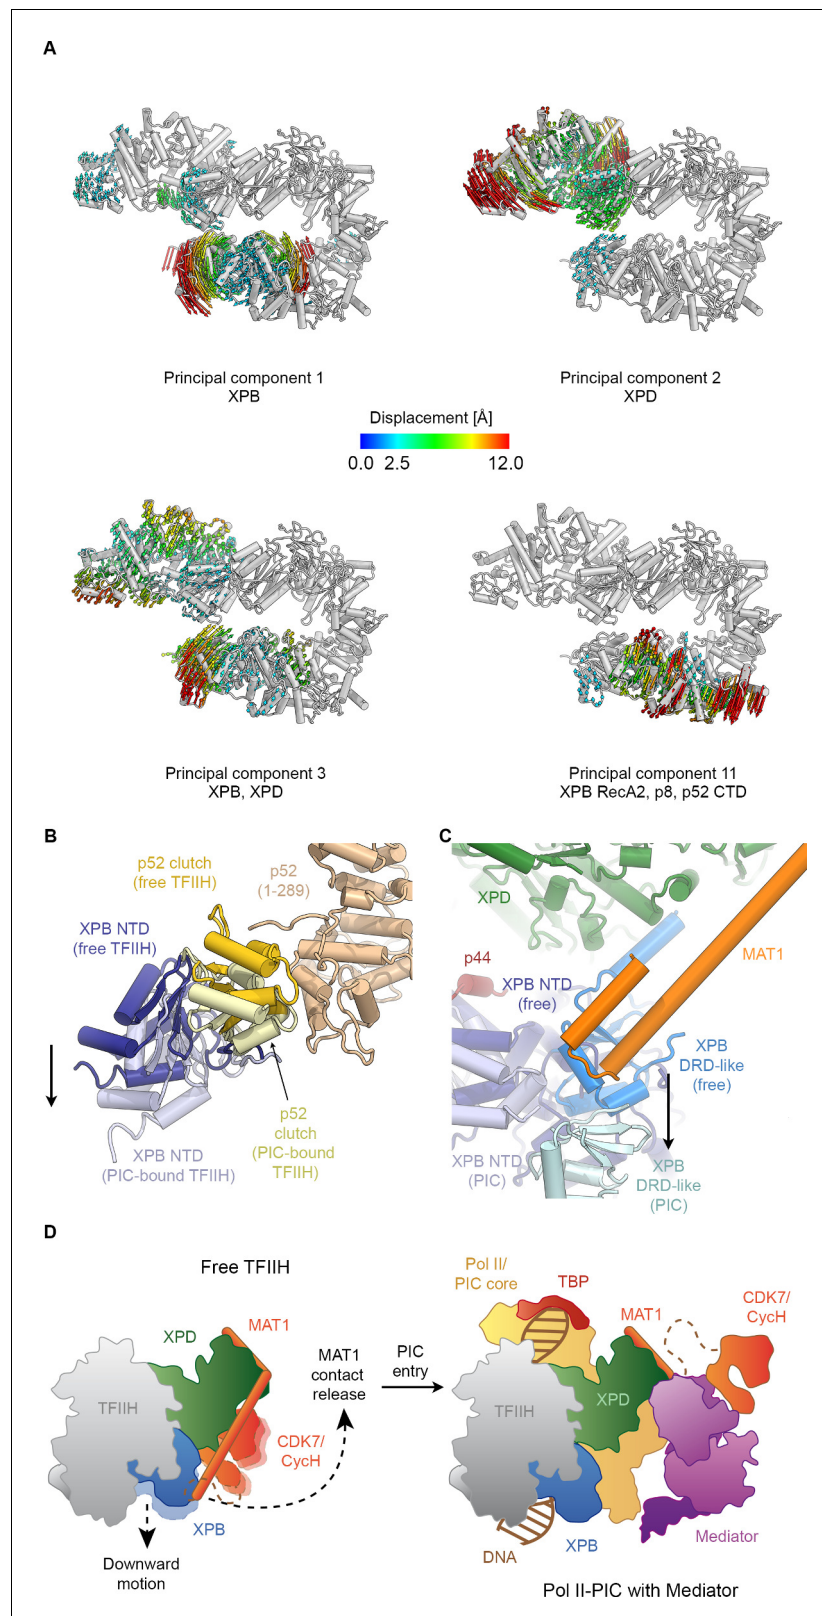 A
Principal component 1
XPB
Principal component 2
XPD
Displacement [Å]
0.0 2.5 12.0
Principal component 3
XPB, XPD
Principal component 11
XPB RecA2, p8, p52 CTD
B
p52 clutch
(free TFIIH)
p52
(1-289)
XPB NTD
(free TFIIH)
p52
clutch
(PIC-bound
TFIIH)
XPB NTD
(PIC-bound TFIIH)
C
XPD
MAT1
p44
XPB NTD
(free)
XPB
DRD-like
(free)
XPB NTD
(PIC)
XPB
DRD-like
(PIC)
D
Free TFIIH
MAT1
XPD
TFIIH
CDK7/
CycH
XPB
Downward
motion
MAT1
contact
release
PIC
entry
Pol II/
PIC core
TBP
MAT1
CDK7/
CycH
XPD
TFIIH
DNA
XPB
Mediator
Pol II-PIC with Mediator